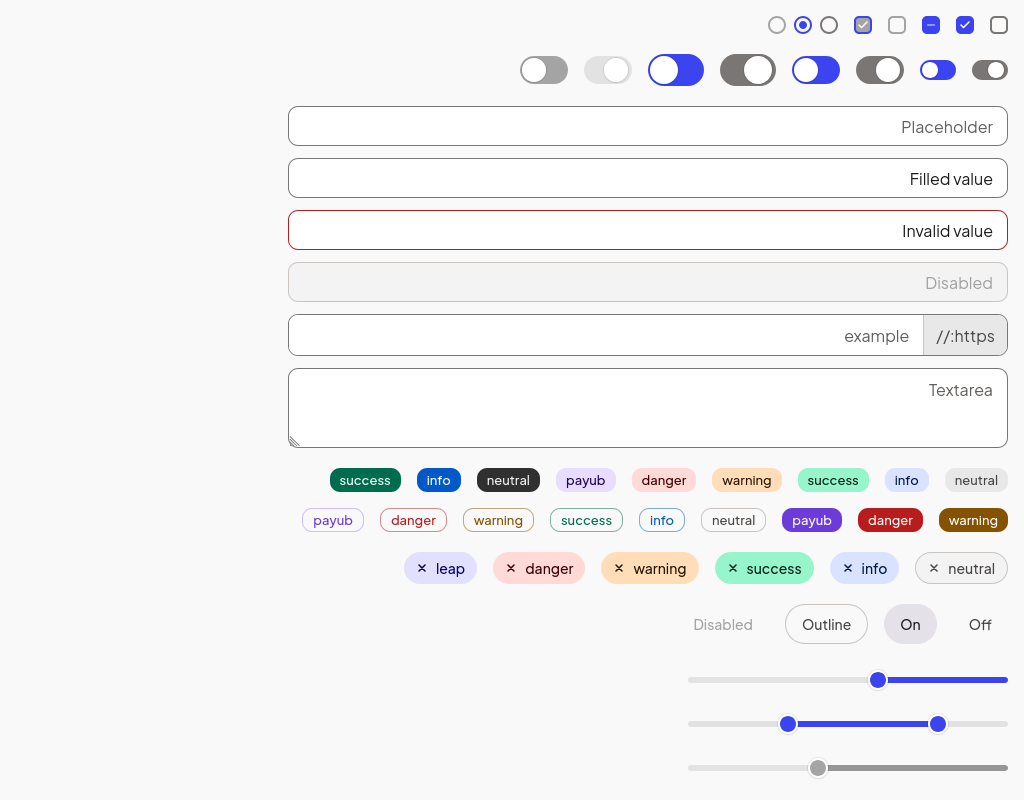 Placeholder
Filled value
Invalid value
Disabled
example //:https
Textarea
success info neutral payub danger warning success info neutral
payub danger warning success info neutral payub danger warning
× leap × danger × warning × success × info × neutral
Disabled Outline On Off